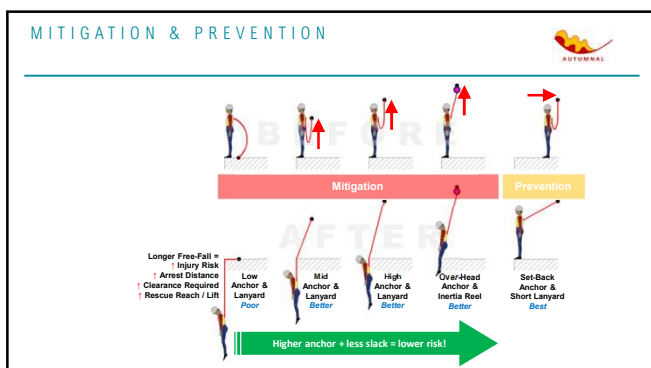 MITIGATION & PREVENTION
AUTUMNAL
BEFORE
Mitigation
Prevention
AFTER
Longer Free-Fall =
↑ Injury Risk
↑ Arrest Distance
↑ Clearance Required
↑ Rescue Reach / Lift
Low
Anchor &
Lanyard
Poor
Mid
Anchor &
Lanyard
Better
High
Anchor &
Lanyard
Better
Over-Head
Anchor &
Inertia Reel
Better
Set-Back
Anchor &
Short Lanyard
Best
Higher anchor + less slack = lower risk!